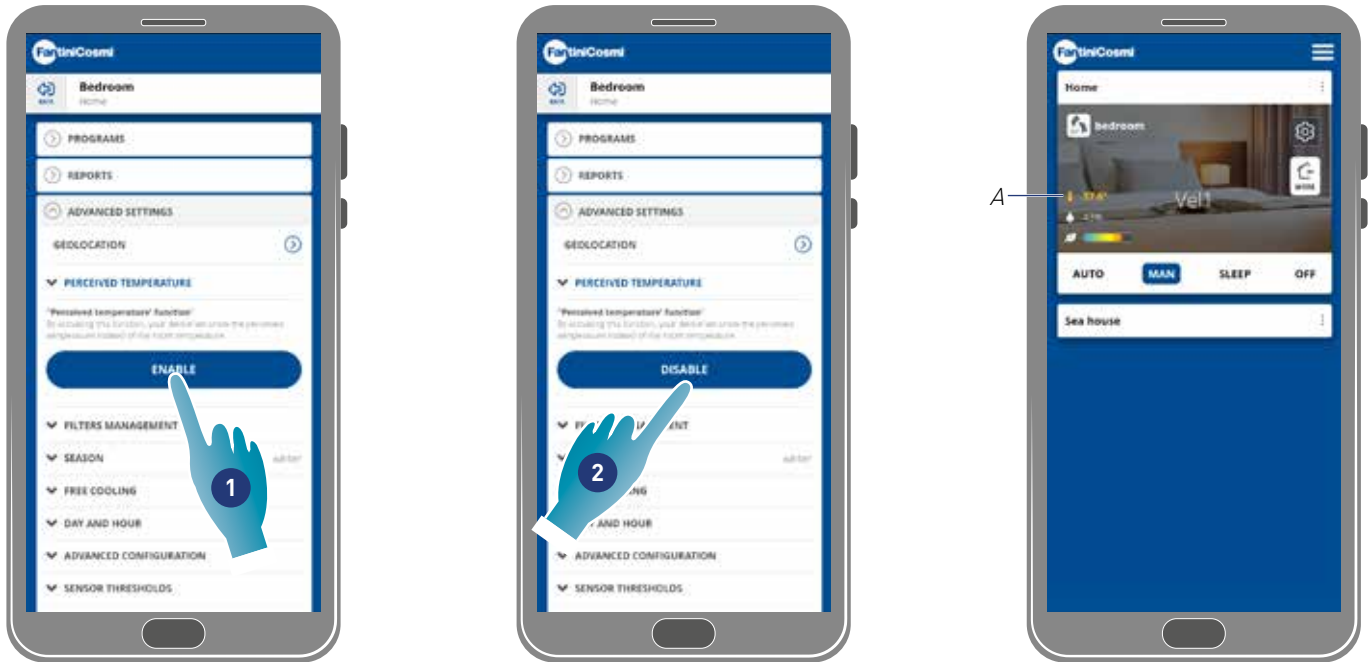 FantiniCosmi
BACK
Bedroom
Home
PROGRAMS
REPORTS
ADVANCED SETTINGS
GEOLOCATION
PERCEIVED TEMPERATURE
"Perceived temperature" function"
ENABLE
FILTERS MANAGEMENT
SEASON
FREE COOLING
DAY AND HOUR
ADVANCED CONFIGURATION
SENSOR THRESHOLDS
1
FantiniCosmi
BACK
Bedroom
Home
PROGRAMS
REPORTS
ADVANCED SETTINGS
GEOLOCATION
PERCEIVED TEMPERATURE
"Perceived temperature" function"
DISABLE
AND HOUR
ADVANCED CONFIGURATION
SENSOR THRESHOLDS
2
FantiniCosmi
Home
bedroom
A
Vel1
AUTO MAN SLEEP OFF
Sea house